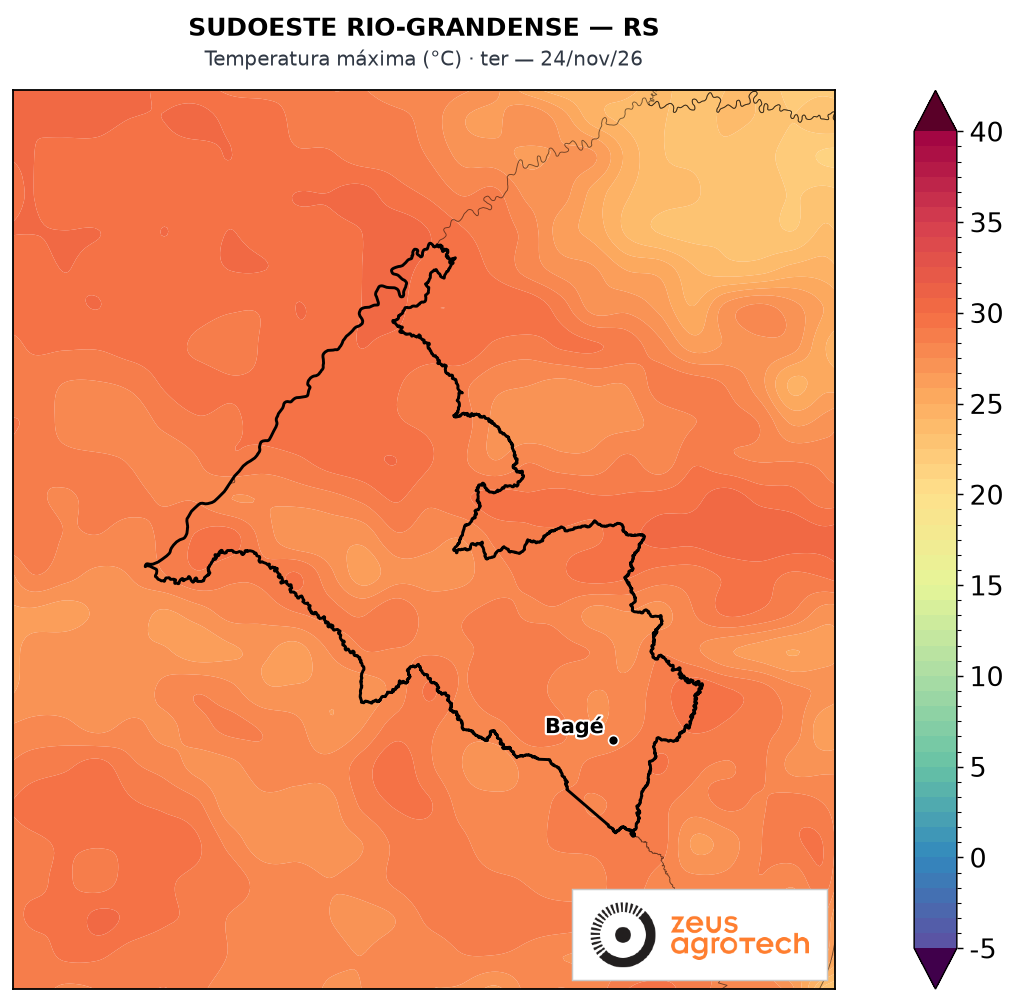 SUDOESTE RIO-GRANDENSE — RS
Temperatura máxima (°C) · ter — 24/nov/26
40
35
30
25
20
15
10
5
0
-5
Bagé
zeus
agrotech